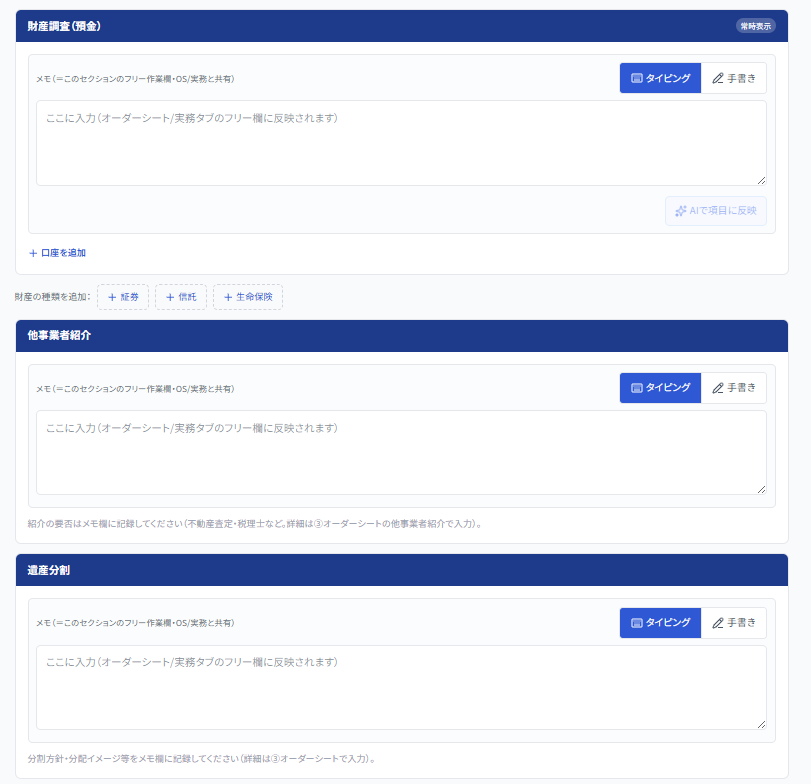 財産調査（預金）
常時表示
メモ（＝このセクションのフリー作業欄・OS/実務と共有）
タイピング
手書き
ここに入力（オーダーシート/実務タブのフリー欄に反映されます）
AIで項目に反映
＋ 口座を追加
財産の種類を追加: ＋ 証券 ＋ 信託 ＋ 生命保険
他事業者紹介
メモ（＝このセクションのフリー作業欄・OS/実務と共有）
タイピング
手書き
ここに入力（オーダーシート/実務タブのフリー欄に反映されます）
紹介の要否はメモ欄に記録してください（不動産査定・税理士など。詳細は③オーダーシートの他事業者紹介で入力）。
遺産分割
メモ（＝このセクションのフリー作業欄・OS/実務と共有）
タイピング
手書き
ここに入力（オーダーシート/実務タブのフリー欄に反映されます）
分割方針・分配イメージ等をメモ欄に記録してください（詳細は③オーダーシートで入力）。